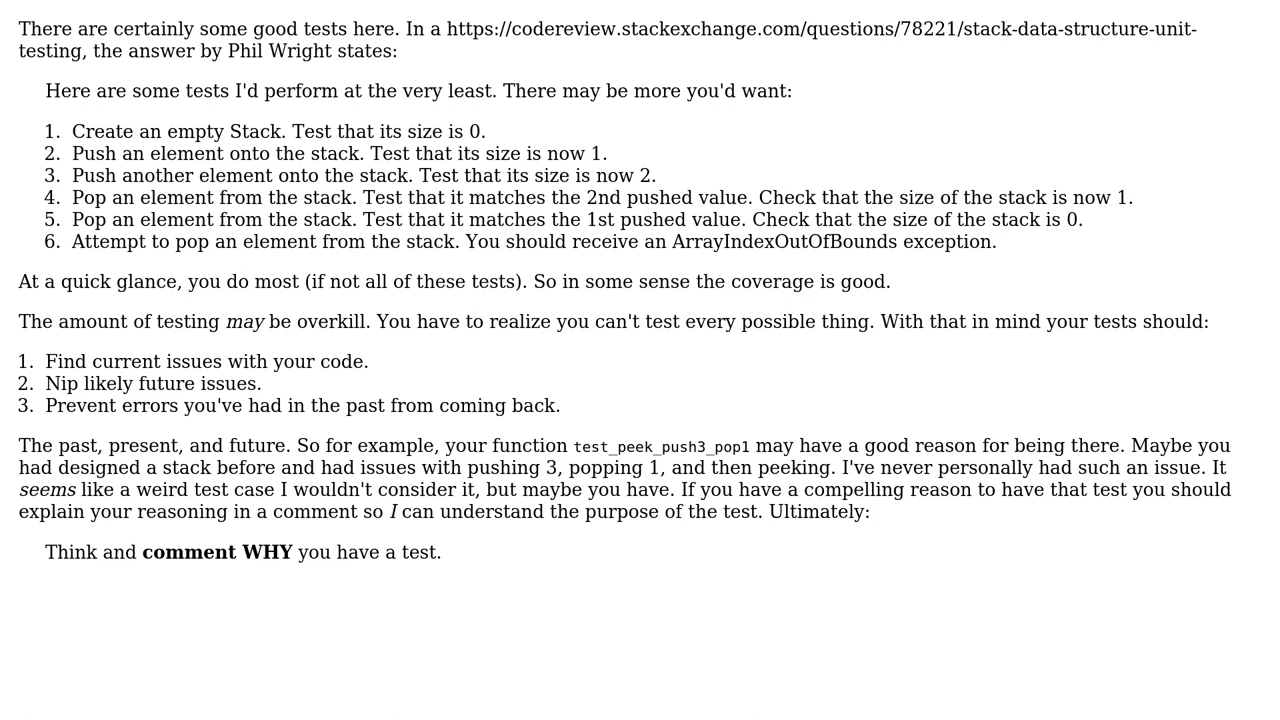 There are certainly some good tests here. In a https://codereview.stackexchange.com/questions/78221/stack-data-structure-unit-
testing, the answer by Phil Wright states:
Here are some tests I'd perform at the very least. There may be more you'd want:
1. Create an empty Stack. Test that its size is 0.
2. Push an element onto the stack. Test that its size is now 1.
3. Push another element onto the stack. Test that its size is now 2.
4. Pop an element from the stack. Test that it matches the 2nd pushed value. Check that the size of the stack is now 1.
5. Pop an element from the stack. Test that it matches the 1st pushed value. Check that the size of the stack is 0.
6. Attempt to pop an element from the stack. You should receive an ArrayIndexOutOfBounds exception.
At a quick glance, you do most (if not all of these tests). So in some sense the coverage is good.
The amount of testing may be overkill. You have to realize you can't test every possible thing. With that in mind your tests should:
1. Find current issues with your code.
2. Nip likely future issues.
3. Prevent errors you've had in the past from coming back.
The past, present, and future. So for example, your function test_peek_push3_pop1 may have a good reason for being there. Maybe you
had designed a stack before and had issues with pushing 3, popping 1, and then peeking. I've never personally had such an issue. It
seems like a weird test case I wouldn't consider it, but maybe you have. If you have a compelling reason to have that test you should
explain your reasoning in a comment so I can understand the purpose of the test. Ultimately:
Think and comment WHY you have a test.